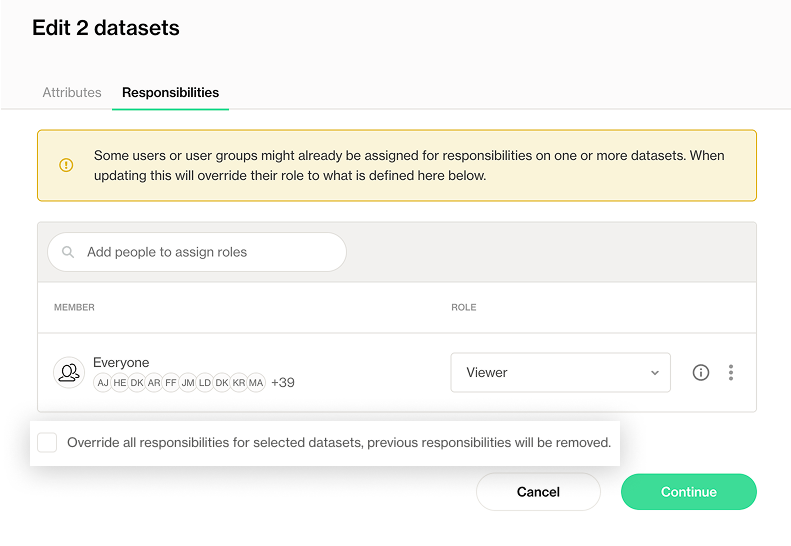 Edit 2 datasets
Attributes Responsibilities
Some users or user groups might already be assigned for responsibilities on one or more datasets. When
updating this will override their role to what is defined here below.
Add people to assign roles
MEMBER ROLE
Everyone
AJ HE DK AR FF JM LD DK KR MA +39
Viewer
Override all responsibilities for selected datasets, previous responsibilities will be removed.
Cancel Continue